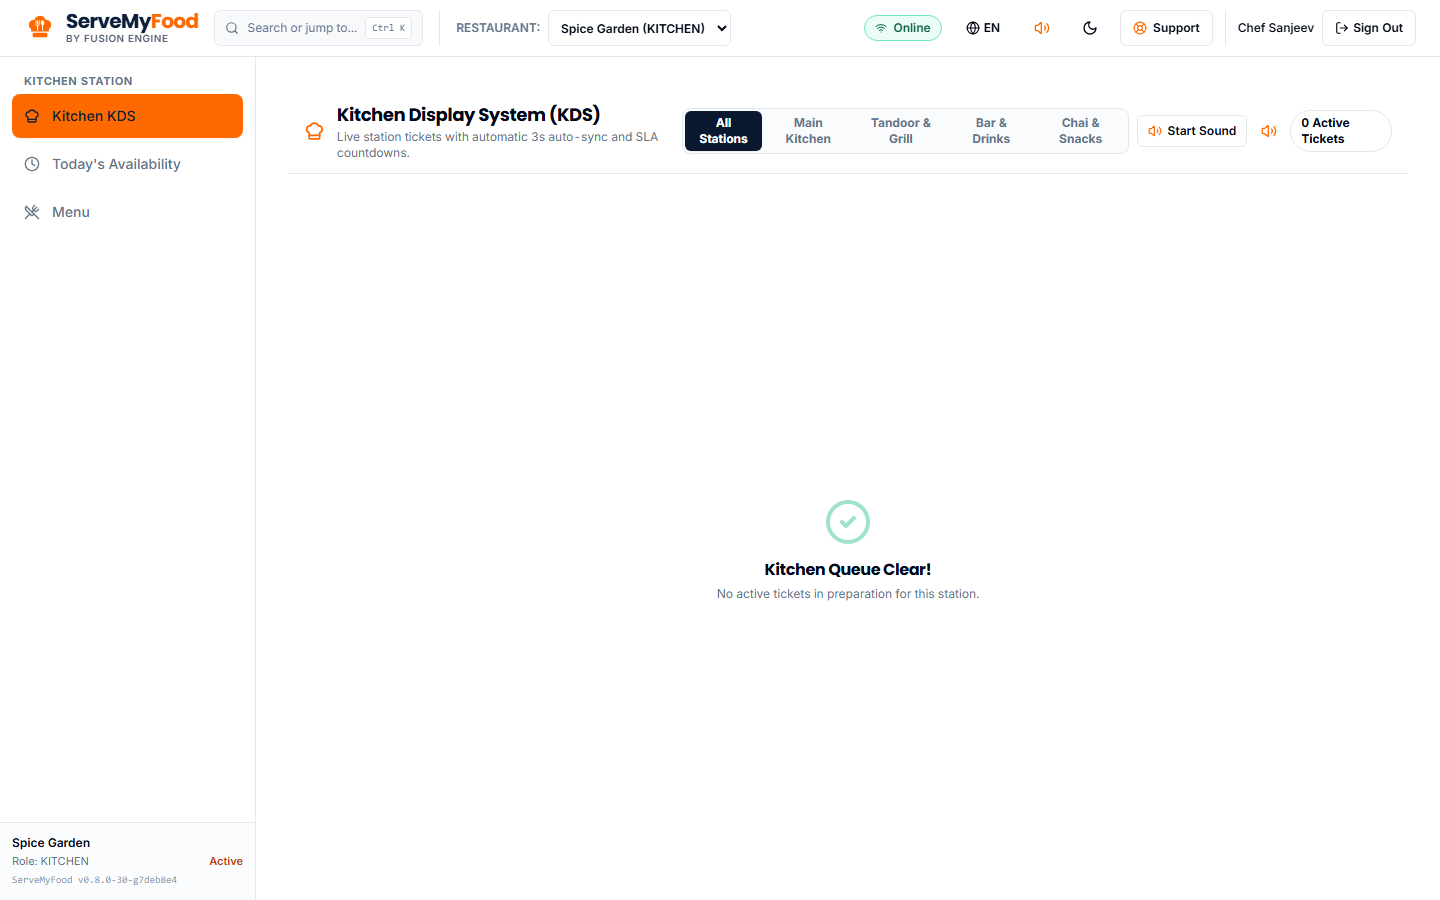 ServeMyFood
BY FUSION ENGINE
Search or jump to...
Ctrl K
RESTAURANT:
Spice Garden (KITCHEN)
Online
EN
Support
Chef Sanjeev
Sign Out
KITCHEN STATION
Kitchen KDS
Today's Availability
Menu
Kitchen Display System (KDS)
Live station tickets with automatic 3s auto-sync and SLA
countdowns.
All
Stations
Main
Kitchen
Tandoor &
Grill
Bar &
Drinks
Chai &
Snacks
Start Sound
0 Active
Tickets
Kitchen Queue Clear!
No active tickets in preparation for this station.
Spice Garden
Role: KITCHEN
Active
ServeMyFood v0.8.0-30-g7deb8e4